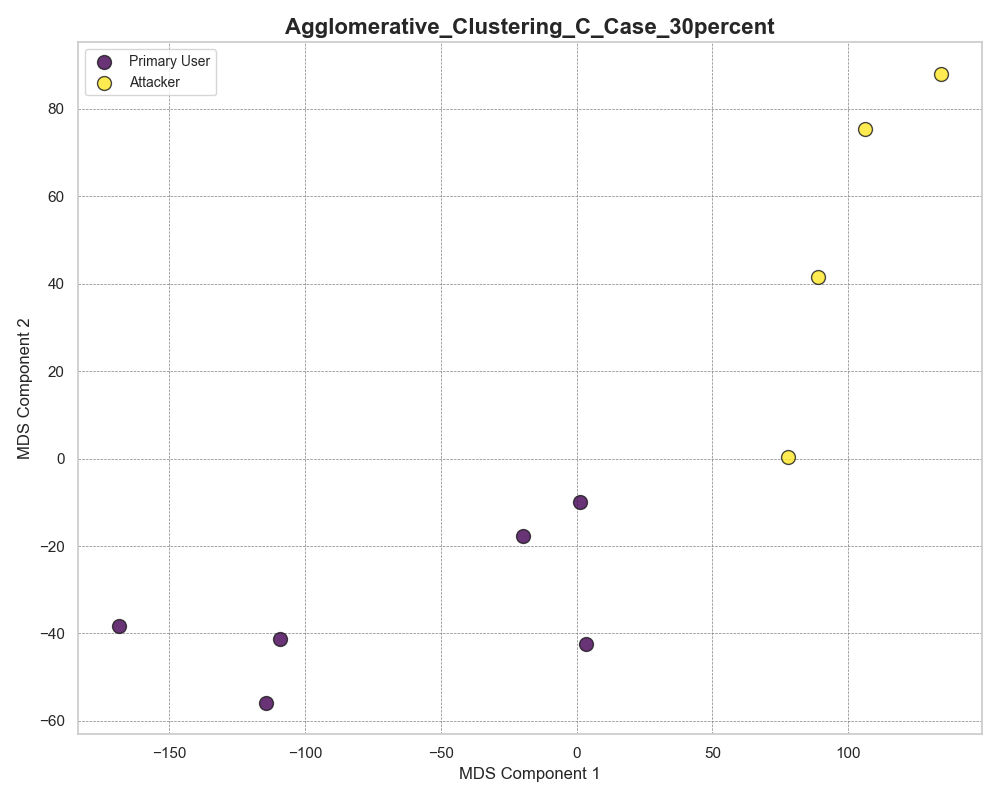 Agglomerative_Clustering_C_Case_30percent
Primary User
Attacker
80
60
40
20
0
−20
−40
−60
MDS Component 2
−150 −100 −50 0 50 100
MDS Component 1